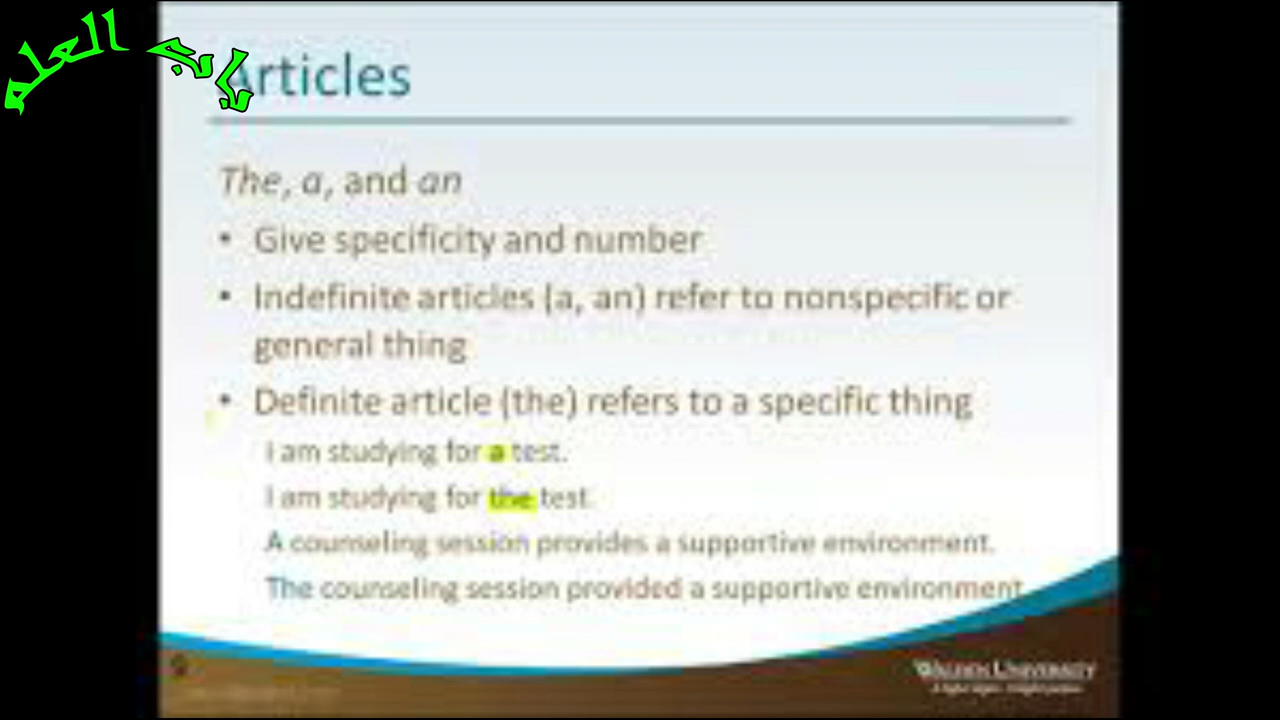 العلم
Articles
The, a, and an
• Give specificity and number
• Indefinite articles (a, an) refer to nonspecific or
general thing
• Definite article (the) refers to a specific thing
I am studying for a test.
I am studying for the test.
A counseling session provides a supportive environment.
The counseling session provided a supportive environment
WALDEN UNIVERSITY